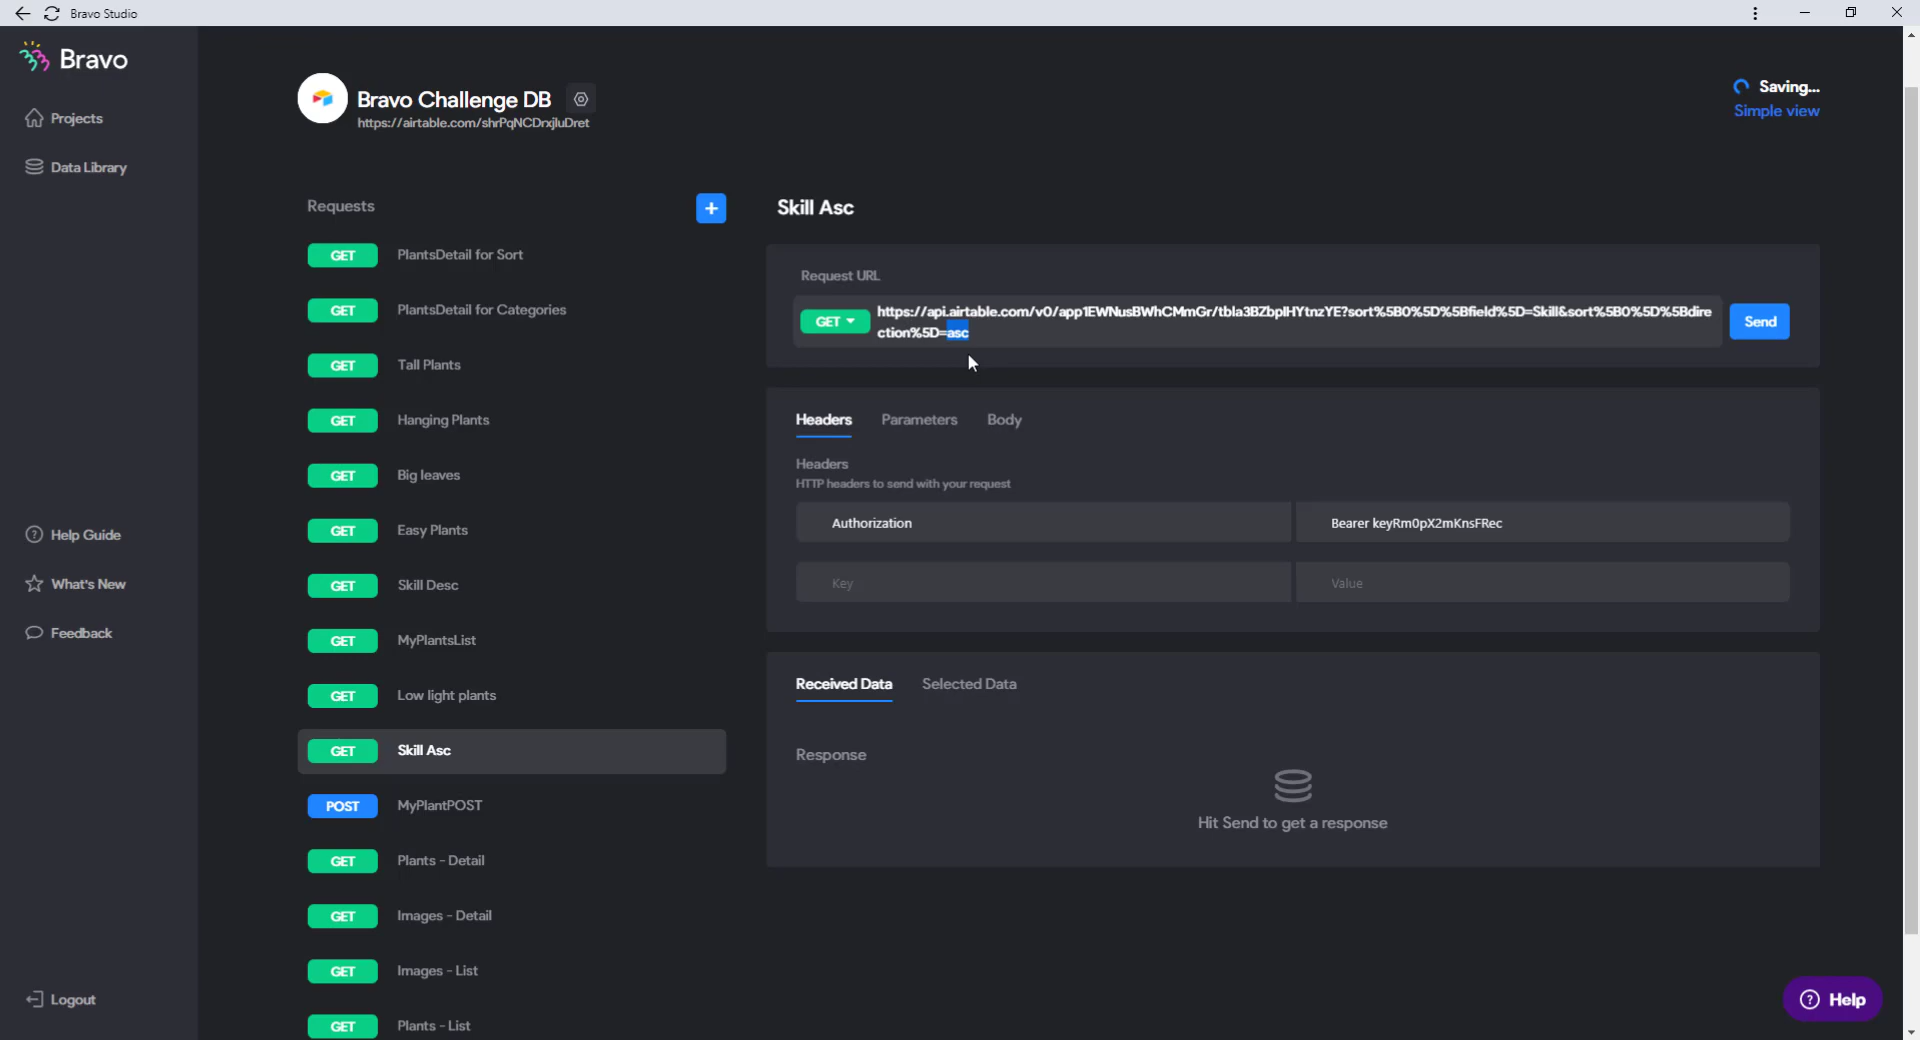 Bravo Studio
Bravo
Projects
Data Library
Help Guide
What's New
Feedback
Logout
Bravo Challenge DB
https://airtable.com/shrPqNCDrxjluDret
Saving...
Simple view
Requests
+
GET PlantsDetail for Sort
GET PlantsDetail for Categories
GET Tall Plants
GET Hanging Plants
GET Big leaves
GET Easy Plants
GET Skill Desc
GET MyPlantsList
GET Low light plants
GET Skill Asc
POST MyPlantPOST
GET Plants - Detail
GET Images - Detail
GET Images - List
GET Plants - List
Skill Asc
Request URL
GET
https://api.airtable.com/v0/app1EWNusBWhCMmGr/tbla3BZbplHYtnzYE?sort%5B0%5D%5Bfield%5D=Skill&sort%5B0%5D%5Bdire
ction%5D=asc
Send
Headers Parameters Body
Headers
HTTP headers to send with your request
Authorization Bearer keyRm0pX2mKnsFRec
Key Value
Received Data Selected Data
Response
Hit Send to get a response
Help